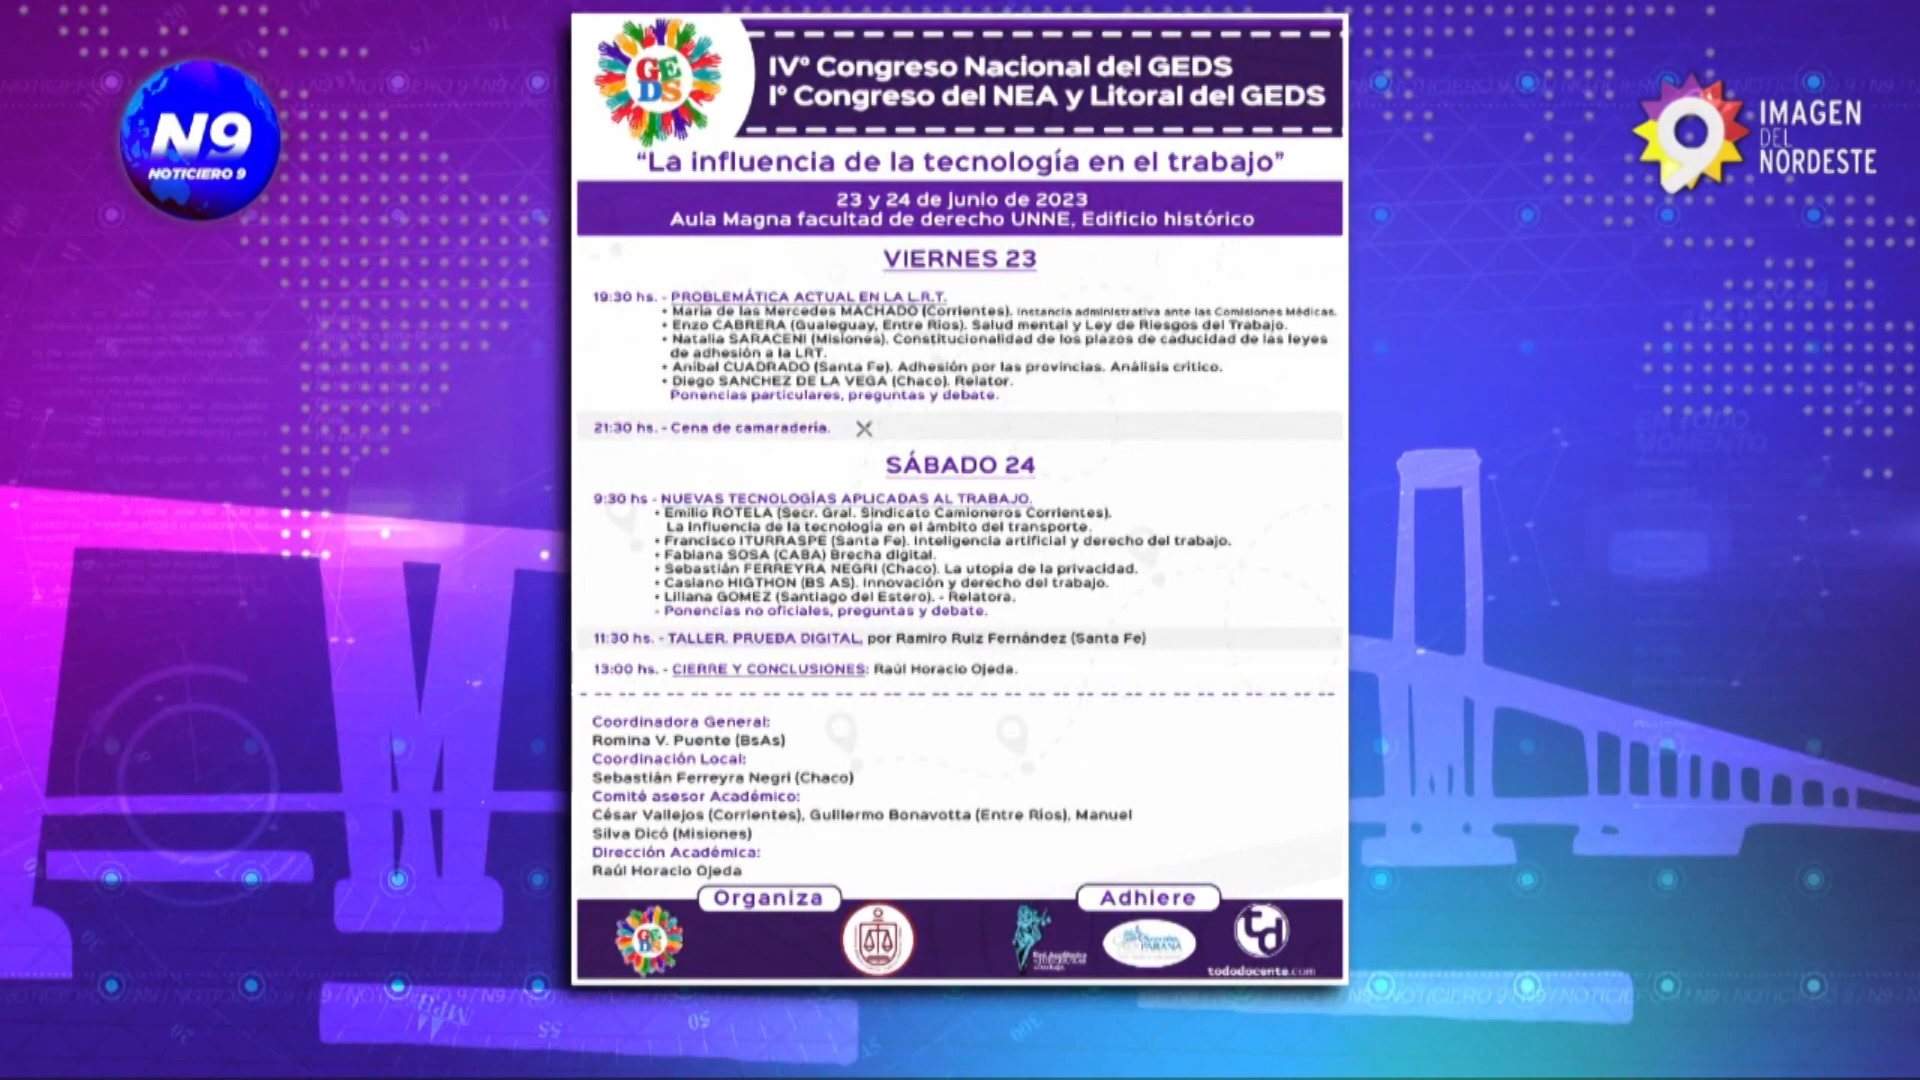 N9
NOTICIERO 9
IMAGEN
DEL
NORDESTE
GEDS
IVº Congreso Nacional del GEDS
Iº Congreso del NEA y Litoral del GEDS
“La influencia de la tecnología en el trabajo”
23 y 24 de junio de 2023
Aula Magna facultad de derecho UNNE, Edificio histórico
VIERNES 23
19:30 hs. - PROBLEMÁTICA ACTUAL EN LA L.R.T.
• María de las Mercedes MACHADO (Corrientes). Instancia administrativa ante las Comisiones Médicas.
• Enzo CABRERA (Gualeguay, Entre Ríos). Salud mental y Ley de Riesgos del Trabajo.
• Natalia SARACENI (Misiones). Constitucionalidad de los plazos de caducidad de las leyes
de adhesión a la LRT.
• Aníbal CUADRADO (Santa Fe). Adhesión por las provincias. Análisis crítico.
• Diego SANCHEZ DE LA VEGA (Chaco). Relator.
Ponencias particulares, preguntas y debate.
21:30 hs. - Cena de camaradería.
SÁBADO 24
9:30 hs - NUEVAS TECNOLOGÍAS APLICADAS AL TRABAJO.
• Emilio ROTELA (Secr. Gral. Sindicato Camioneros Corrientes).
La influencia de la tecnología en el ámbito del transporte.
• Francisco ITURRASPE (Santa Fe). Inteligencia artificial y derecho del trabajo.
• Fabiana SOSA (CABA) Brecha digital.
• Sebastián FERREYRA NEGRI (Chaco). La utopía de la privacidad.
• Casiano HIGTHON (BS AS). Innovación y derecho del trabajo.
• Liliana GOMEZ (Santiago del Estero). - Relatora.
- Ponencias no oficiales, preguntas y debate.
11:30 hs. - TALLER. PRUEBA DIGITAL, por Ramiro Ruiz Fernández (Santa Fe)
13:00 hs. - CIERRE Y CONCLUSIONES: Raúl Horacio Ojeda.
Coordinadora General:
Romina V. Puente (BsAs)
Coordinación Local:
Sebastián Ferreyra Negri (Chaco)
Comité asesor Académico:
César Vallejos (Corrientes), Guillermo Bonavotta (Entre Ríos), Manuel
Silva Dicó (Misiones)
Dirección Académica:
Raúl Horacio Ojeda
Organiza
Adhiere
GEDS
PARANÁ
td
tododocente.com